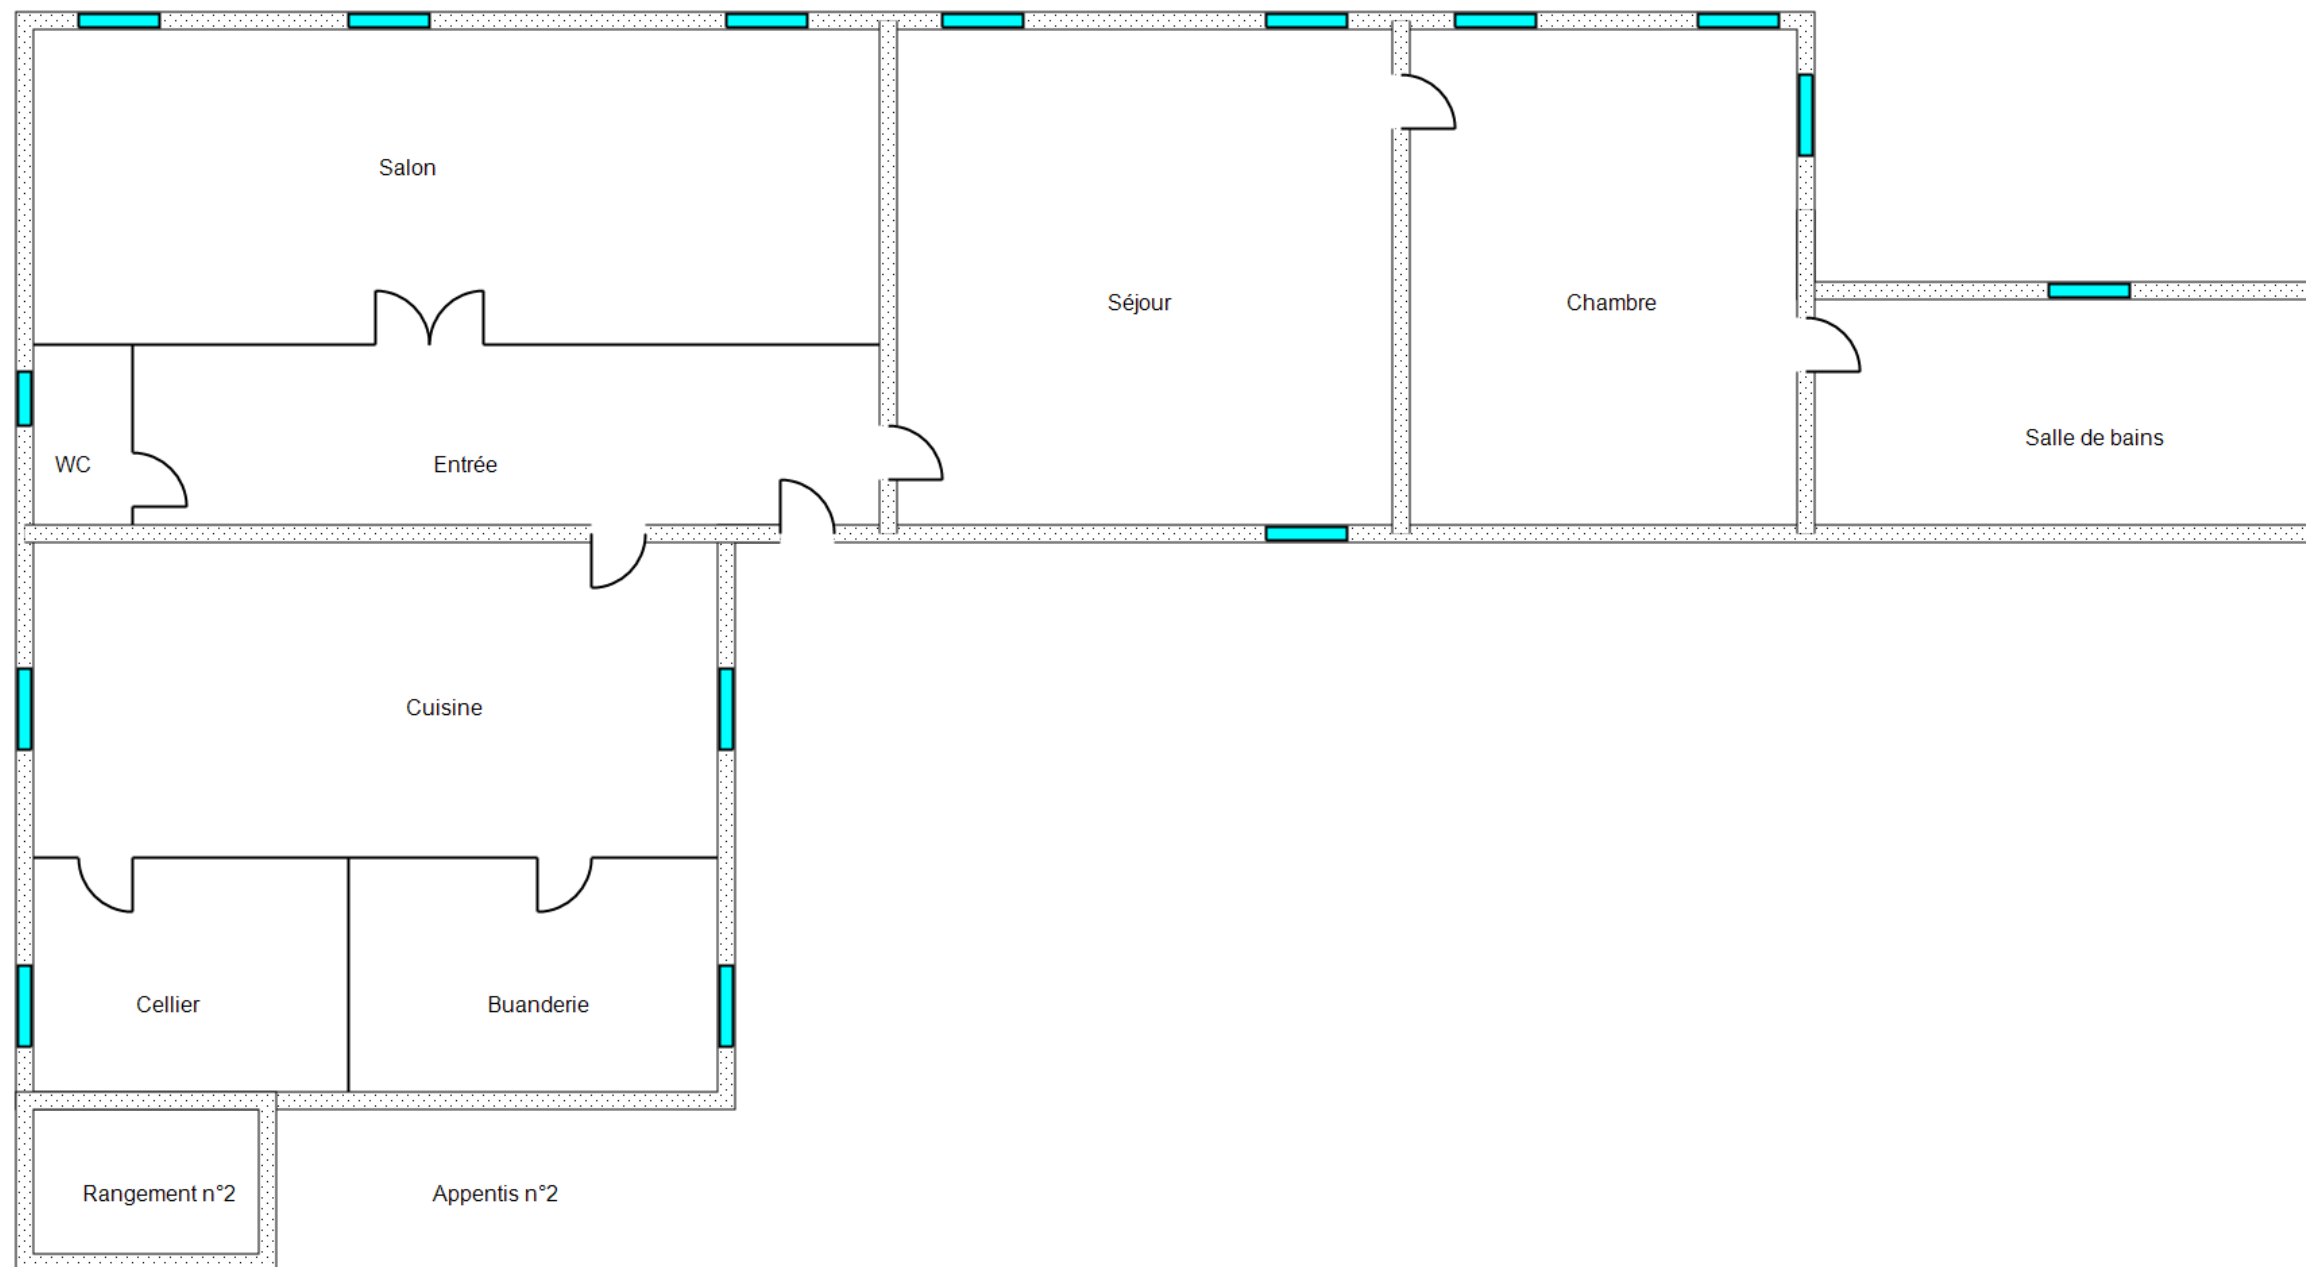 Salon
Séjour
Chambre
Salle de bains
WC
Entrée
Cuisine
Cellier
Buanderie
Rangement n°2
Appentis n°2